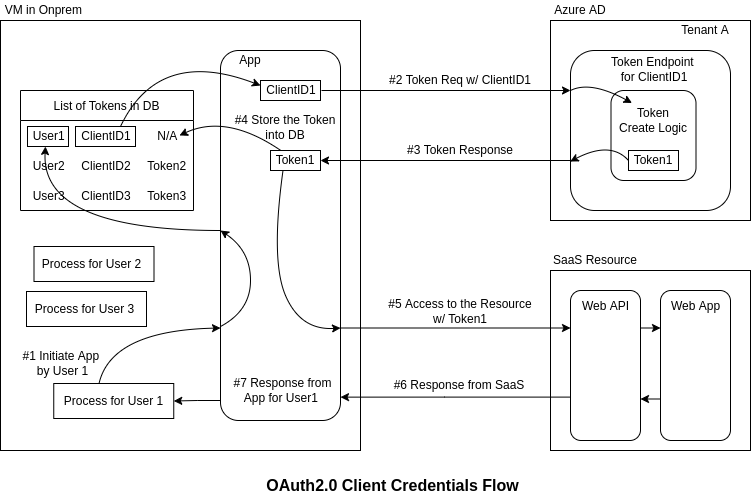 VM in Onprem
Azure AD
Tenant A
App
Token Endpoint
for ClientID1
ClientID1
#2 Token Req w/ ClientID1
List of Tokens in DB
#4 Store the Token
into DB
Token
Create Logic
User1 ClientID1 N/A
#3 Token Response
Token1
Token1
User2 ClientID2 Token2
User3 ClientID3 Token3
Process for User 2
SaaS Resource
Process for User 3
#5 Access to the Resource
w/ Token1
Web API
Web App
#1 Initiate App
by User 1
#7 Response from
App for User1
#6 Response from SaaS
Process for User 1
OAuth2.0 Client Credentials Flow